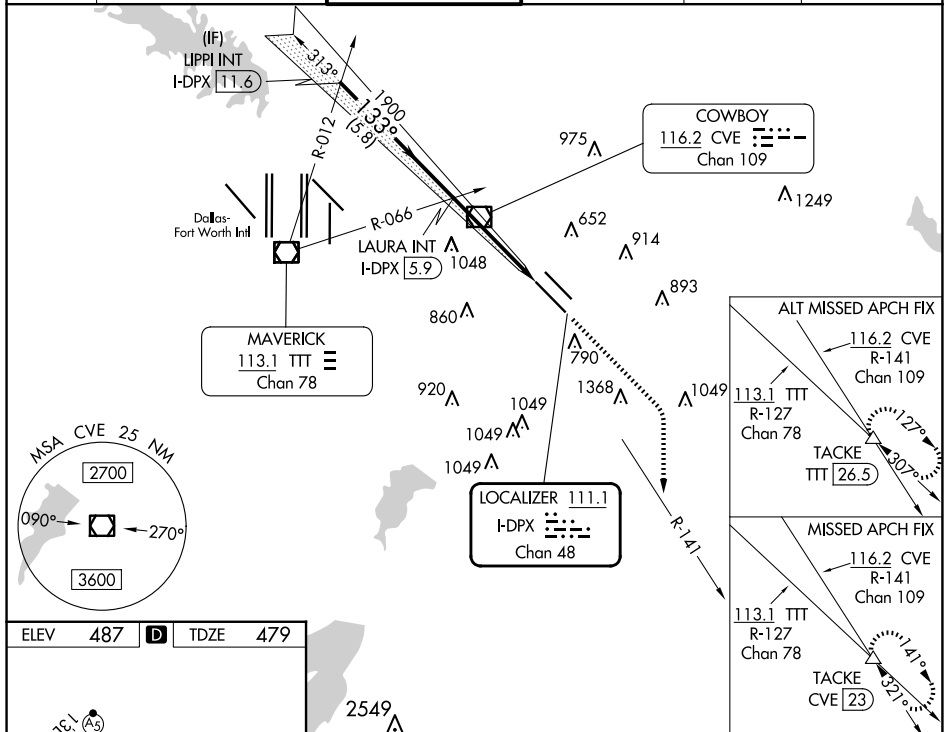 (IF)
LIPPI INT
I-DPX 11.6
313°
1900
133°
(5.8)
R-012
COWBOY
116.2 CVE
Chan 109
975
1249
Dallas-
Fort Worth Intl
R-066
652
LAURA INT
I-DPX 5.9
1048
914
893
860
MAVERICK
113.1 TTT
Chan 78
790
920
1368
1049
1049
1049
1049
MSA CVE 25 NM
2700
090°
270°
3600
LOCALIZER 111.1
I-DPX
Chan 48
R-141
ALT MISSED APCH FIX
116.2 CVE
R-141
Chan 109
113.1 TTT
R-127
Chan 78
127°
307°
TACKE
TTT 26.5
MISSED APCH FIX
116.2 CVE
R-141
Chan 109
113.1 TTT
R-127
Chan 78
141°
321°
TACKE
CVE 23
ELEV 487 D TDZE 479
13L
A5
2549